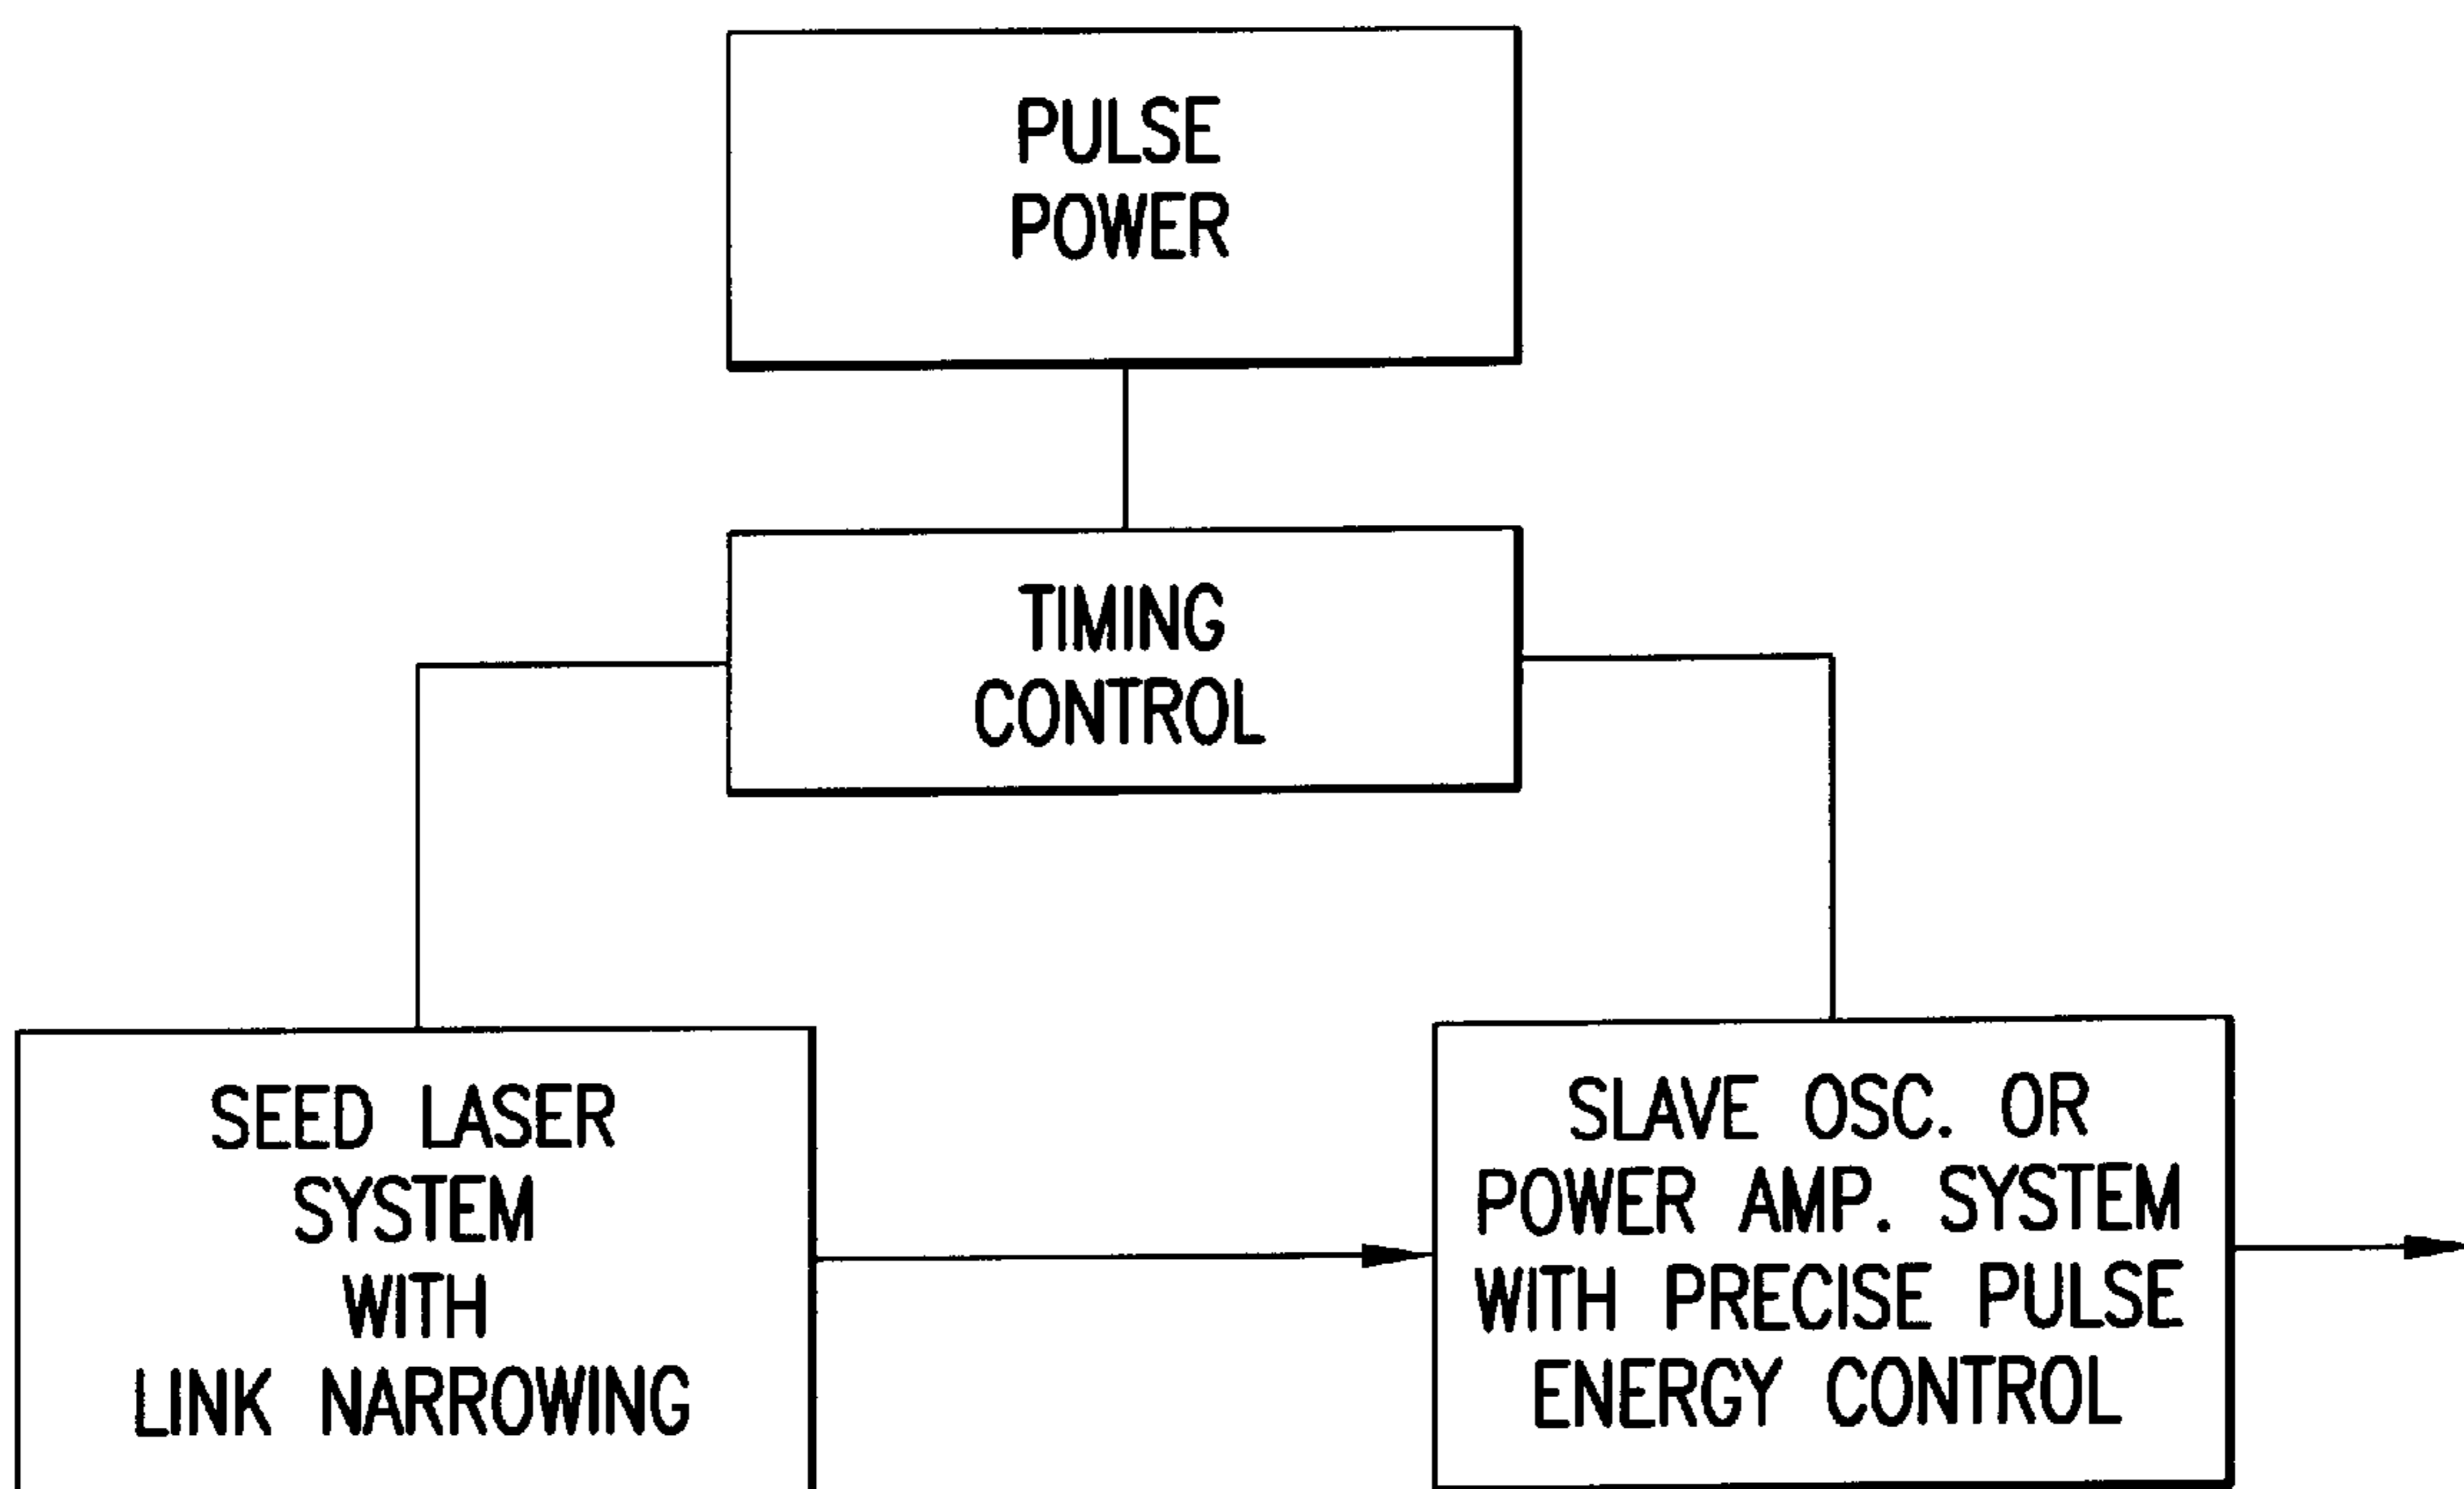 PULSE
POWER
TIMING
CONTROL
SEED LASER
SYSTEM
WITH
LINK NARROWING
SLAVE OSC. OR
POWER AMP. SYSTEM
WITH PRECISE PULSE
ENERGY CONTROL